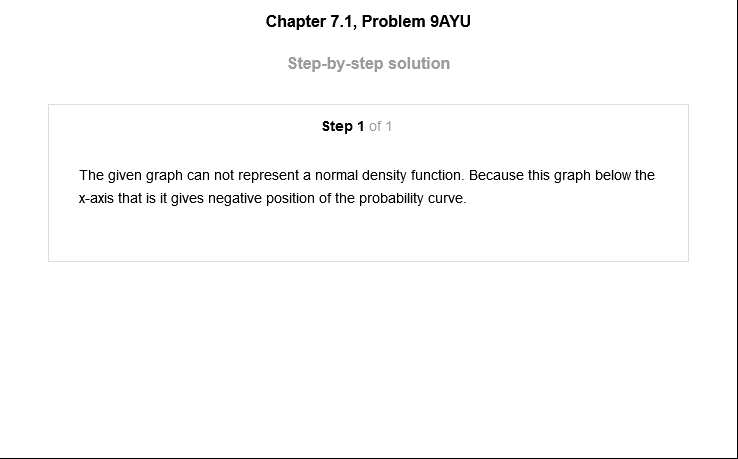 Chapter 7.1, Problem 9AYU
Step-by-step solution
Step 1 of 1
The given graph can not represent a normal density function. Because this graph below the
x-axis that is it gives negative position of the probability curve.